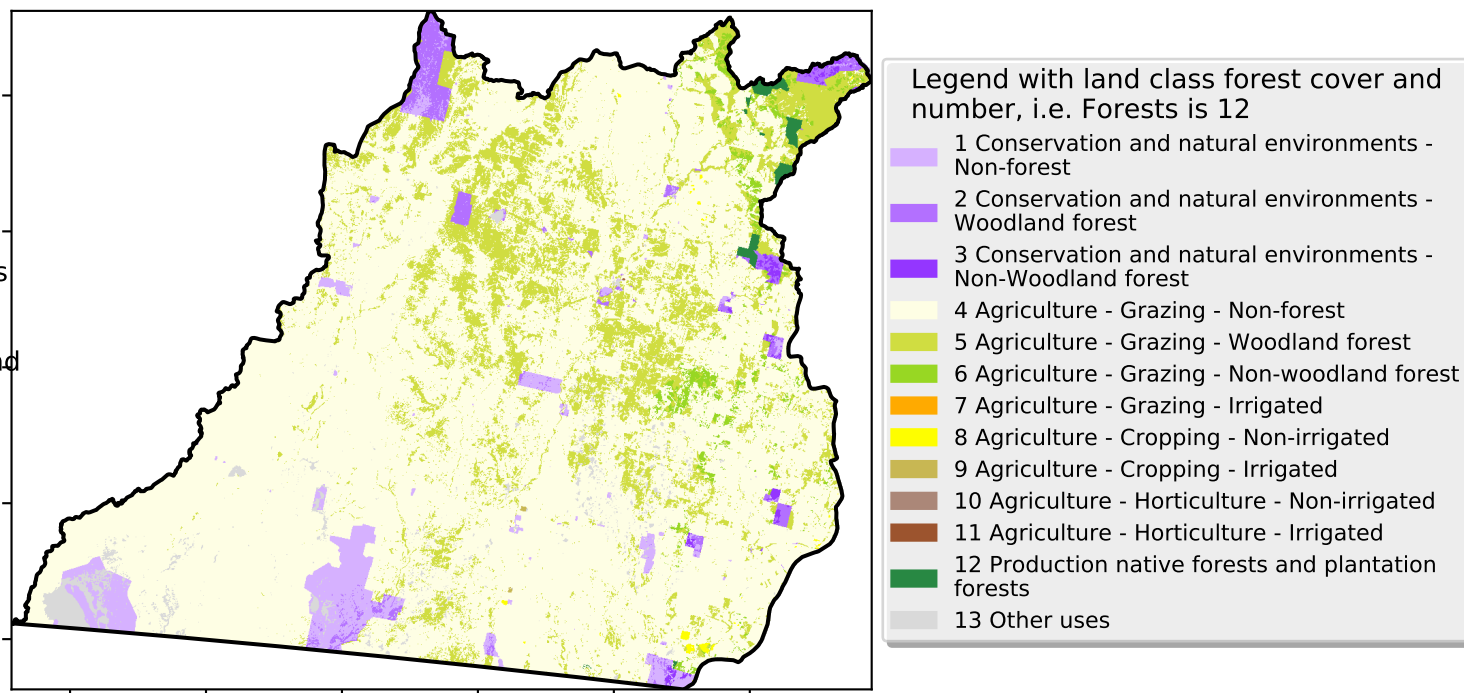 s
nd
Legend with land class forest cover and
number, i.e. Forests is 12
1 Conservation and natural environments -
Non-forest
2 Conservation and natural environments -
Woodland forest
3 Conservation and natural environments -
Non-Woodland forest
4 Agriculture - Grazing - Non-forest
5 Agriculture - Grazing - Woodland forest
6 Agriculture - Grazing - Non-woodland forest
7 Agriculture - Grazing - Irrigated
8 Agriculture - Cropping - Non-irrigated
9 Agriculture - Cropping - Irrigated
10 Agriculture - Horticulture - Non-irrigated
11 Agriculture - Horticulture - Irrigated
12 Production native forests and plantation
forests
13 Other uses